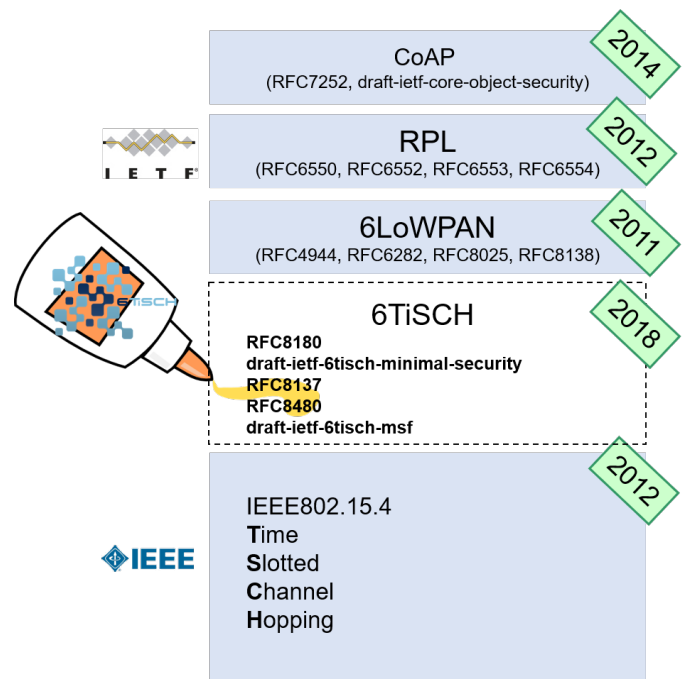 CoAP
(RFC7252, draft-ietf-core-object-security)
2014
I E T F®
RPL
(RFC6550, RFC6552, RFC6553, RFC6554)
2012
6LoWPAN
(RFC4944, RFC6282, RFC8025, RFC8138)
2011
6TiSCH
6TiSCH
RFC8180
draft-ietf-6tisch-minimal-security
RFC8137
RFC8480
draft-ietf-6tisch-msf
2018
IEEE
IEEE802.15.4
Time
Slotted
Channel
Hopping
2012